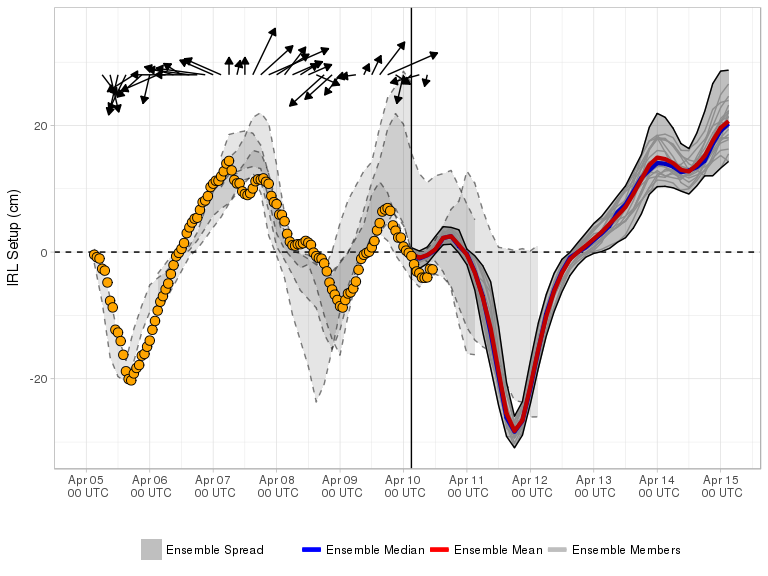 IRL Setup (cm)
20
0
-20
Apr 05 Apr 06 Apr 07 Apr 08 Apr 09 Apr 10 Apr 11 Apr 12 Apr 13 Apr 14 Apr 15
00 UTC 00 UTC 00 UTC 00 UTC 00 UTC 00 UTC 00 UTC 00 UTC 00 UTC 00 UTC 00 UTC
Ensemble Spread Ensemble Median Ensemble Mean Ensemble Members